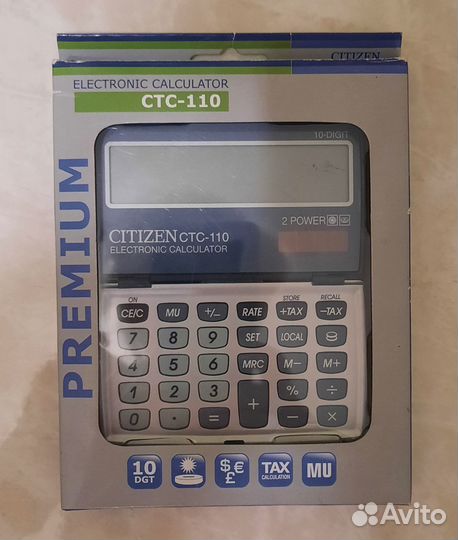 CITIZEN
ELECTRONIC CALCULATOR
CTC-110
PREMIUM
10-DIGIT
2 POWER
CITIZEN CTC-110
ELECTRONIC CALCULATOR
ON STORE RECALL
CE/C MU +/- RATE +TAX -TAX
7 8 9 SET LOCAL
4 5 6 MRC M- M+
1 2 3 + % ÷
0 · = − ×
10 DGT
$ € £
TAX CALCULATION
MU
Avito